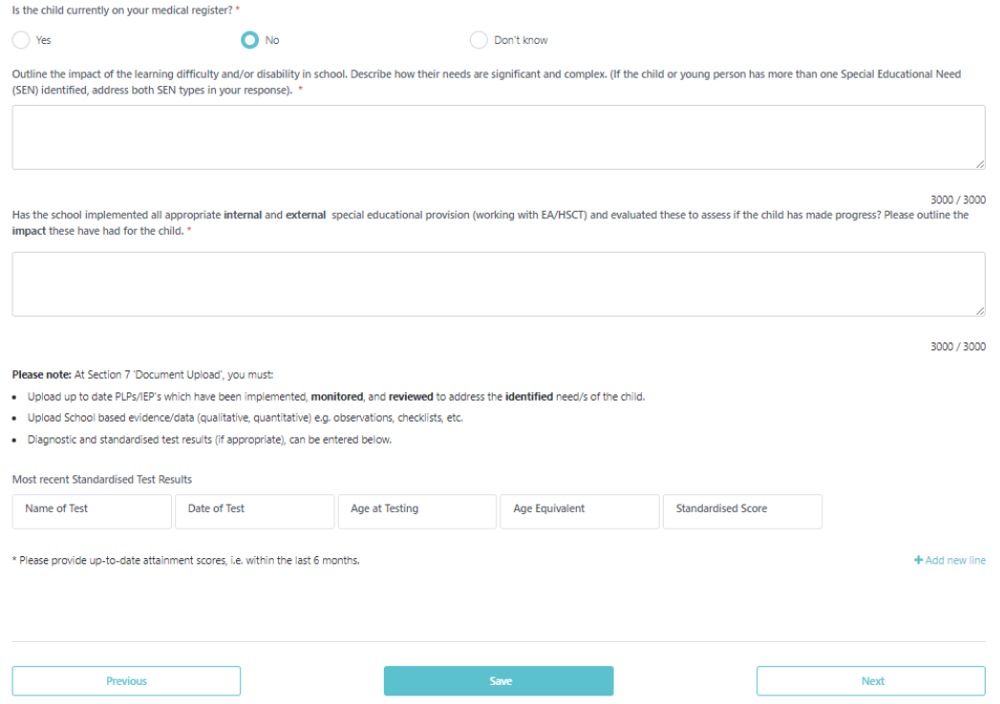 Is the child currently on your medical register? *
Yes
No
Don't know
Outline the impact of the learning difficulty and/or disability in school. Describe how their needs are significant and complex. (If the child or young person has more than one Special Educational Need
(SEN) identified, address both SEN types in your response). *
3000 / 3000
Has the school implemented all appropriate internal and external special educational provision (working with EA/HSCT) and evaluated these to assess if the child has made progress? Please outline the
impact these have had for the child. *
3000 / 3000
Please note: At Section 7 'Document Upload', you must:
• Upload up to date PLPs/IEP's which have been implemented, monitored, and reviewed to address the identified need/s of the child.
• Upload School based evidence/data (qualitative, quantitative) e.g. observations, checklists, etc.
• Diagnostic and standardised test results (if appropriate), can be entered below.
Most recent Standardised Test Results
Name of Test Date of Test Age at Testing Age Equivalent Standardised Score
* Please provide up-to-date attainment scores, i.e. within the last 6 months.
+ Add new line
Previous Save Next